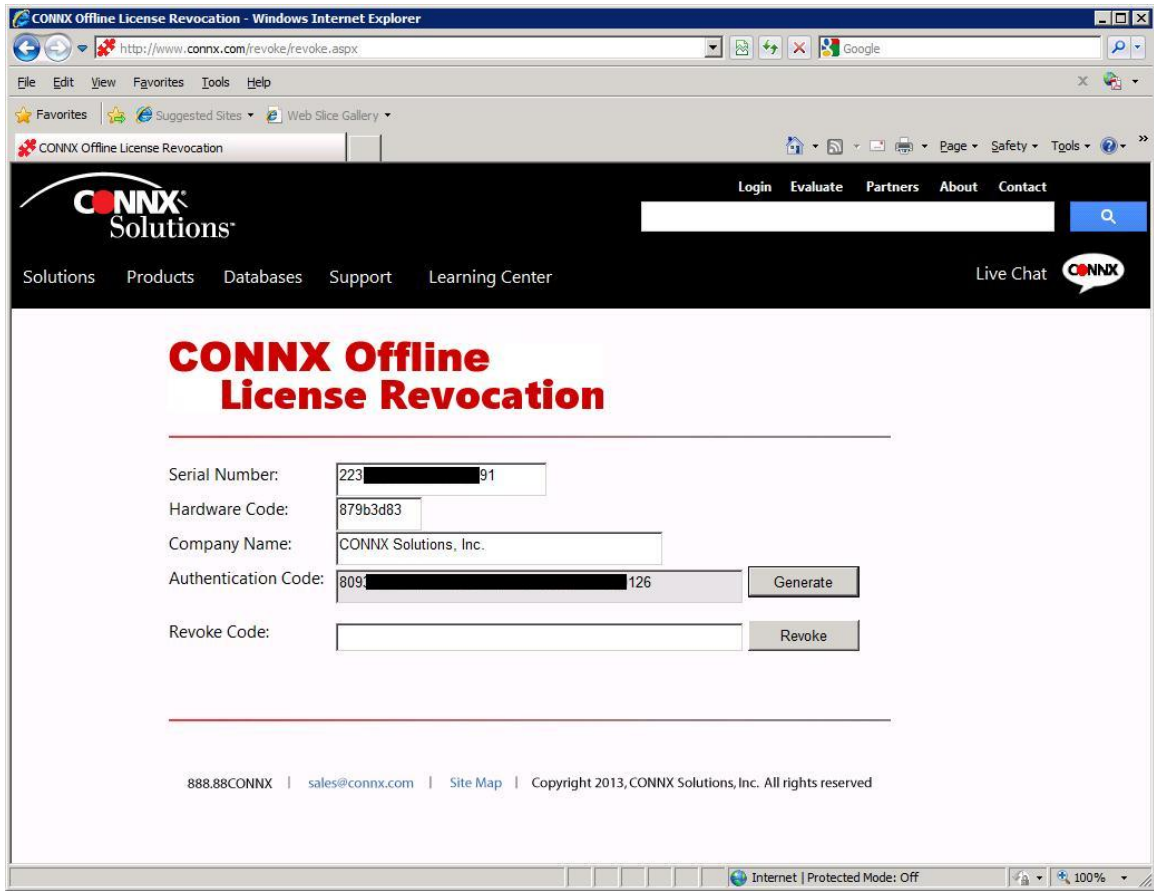 CONNX Offline License Revocation - Windows Internet Explorer
http://www.connx.com/revoke/revoke.aspx
Google
File Edit View Favorites Tools Help
Favorites Suggested Sites Web Slice Gallery
CONNX Offline License Revocation
Page Safety Tools »
CONNX
Solutions
Login Evaluate Partners About Contact
Solutions Products Databases Support Learning Center
Live Chat CONNX
CONNX Offline
License Revocation
Serial Number: 223 91
Hardware Code: 879b3d83
Company Name: CONNX Solutions, Inc.
Authentication Code: 809 126 Generate
Revoke Code: Revoke
888.88CONNX | sales@connx.com | Site Map | Copyright 2013, CONNX Solutions, Inc. All rights reserved
Internet | Protected Mode: Off 100%